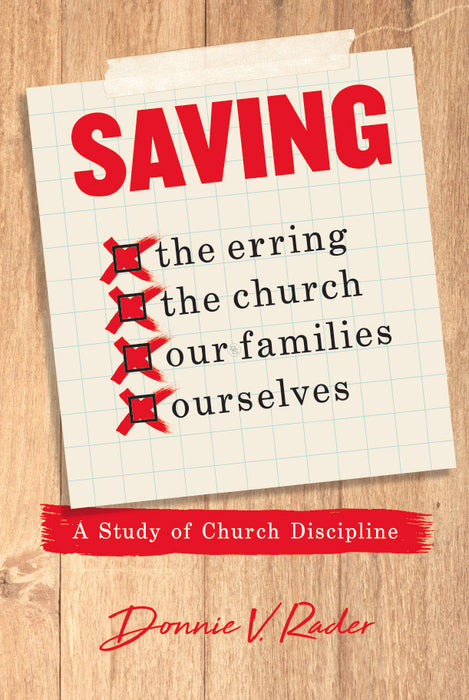 SAVING
the erring
the church
our families
ourselves
A Study of Church Discipline
Donnie V. Rader